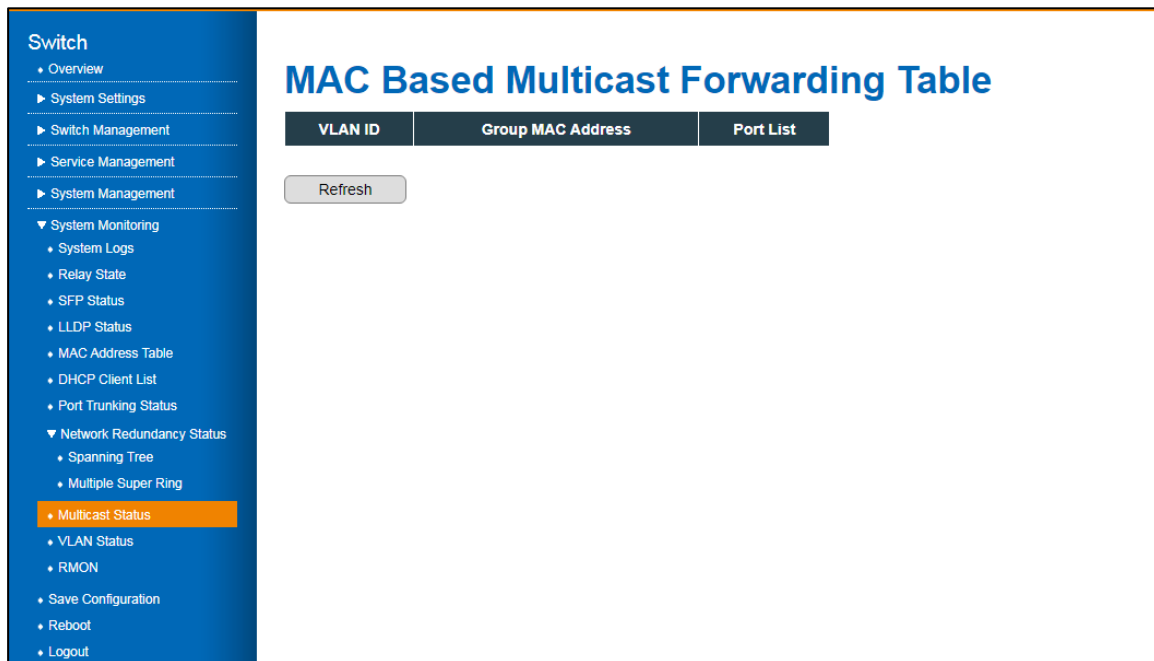 Switch
Overview
System Settings
Switch Management
Service Management
System Management
System Monitoring
System Logs
Relay State
SFP Status
LLDP Status
MAC Address Table
DHCP Client List
Port Trunking Status
Network Redundancy Status
Spanning Tree
Multiple Super Ring
Multicast Status
VLAN Status
RMON
Save Configuration
Reboot
Logout
MAC Based Multicast Forwarding Table
VLAN ID Group MAC Address Port List
Refresh